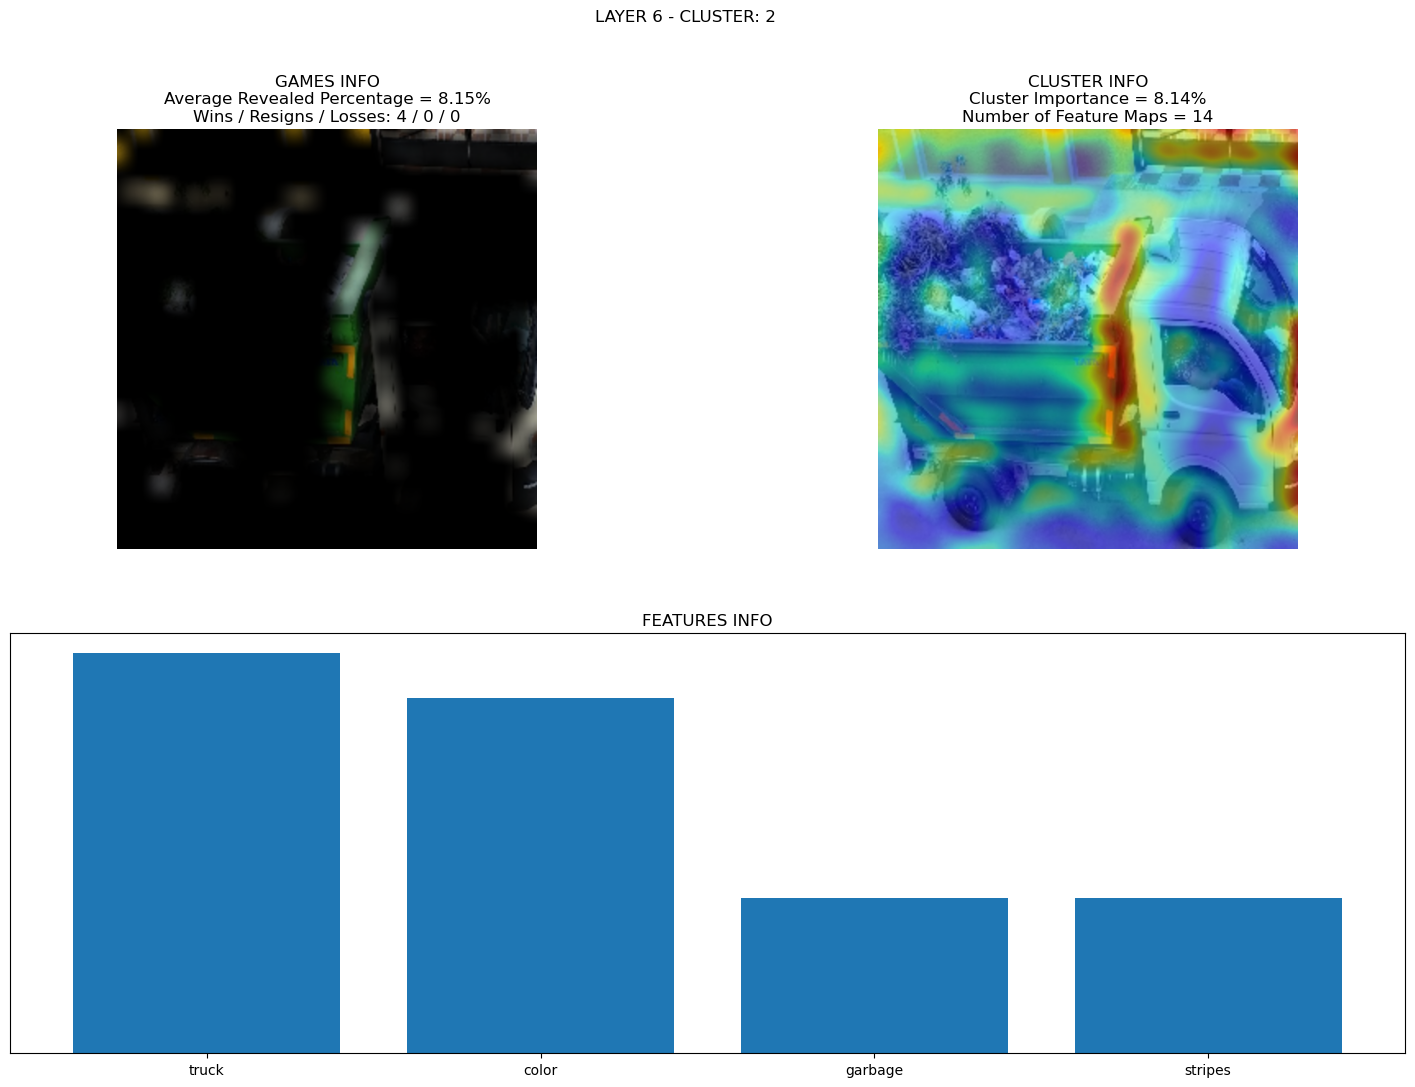 LAYER 6 - CLUSTER: 2
GAMES INFO
Average Revealed Percentage = 8.15%
Wins / Resigns / Losses: 4 / 0 / 0
CLUSTER INFO
Cluster Importance = 8.14%
Number of Feature Maps = 14
FEATURES INFO
truck
color
garbage
stripes